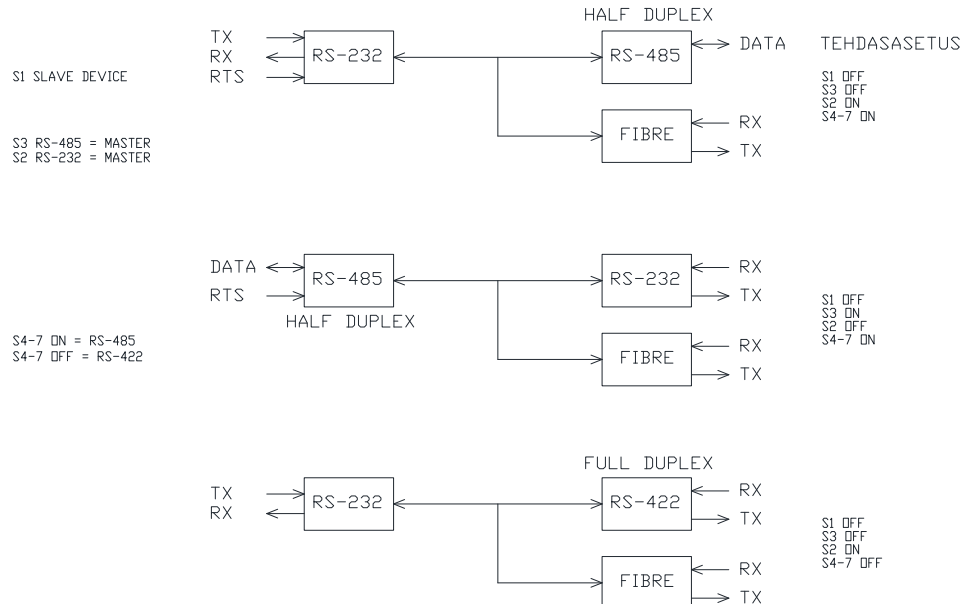 HALF DUPLEX
TX
RX
RTS
RS-232
RS-485
DATA
TEHDASASETUS
S1 SLAVE DEVICE
S1 OFF
S3 OFF
S2 ON
S4-7 ON
FIBRE
RX
TX
S3 RS-485 = MASTER
S2 RS-232 = MASTER
DATA
RTS
RS-485
HALF DUPLEX
RS-232
RX
TX
S1 OFF
S3 ON
S2 OFF
S4-7 ON
S4-7 ON = RS-485
S4-7 OFF = RS-422
FIBRE
RX
TX
FULL DUPLEX
TX
RX
RS-232
RS-422
RX
TX
S1 OFF
S3 OFF
S2 ON
S4-7 OFF
FIBRE
RX
TX